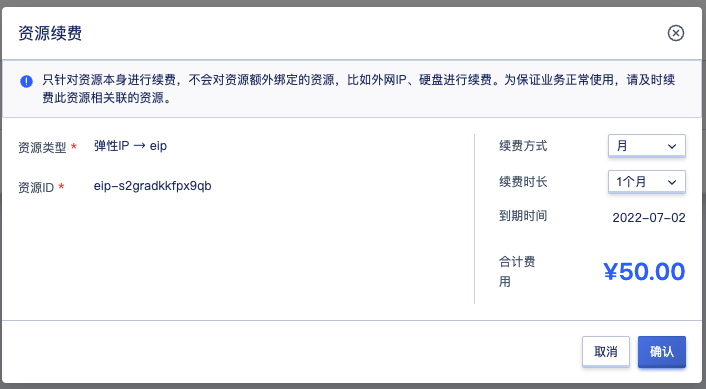 资源续费
只针对资源本身进行续费，不会对资源额外绑定的资源，比如外网IP、硬盘进行续费。为保证业务正常使用，请及时续
费此资源相关联的资源。
资源类型 * 弹性IP → eip
资源ID * eip-s2gradkkfpx9qb
续费方式 月
续费时长 1个月
到期时间 2022-07-02
合计费
用
¥50.00
取消 确认